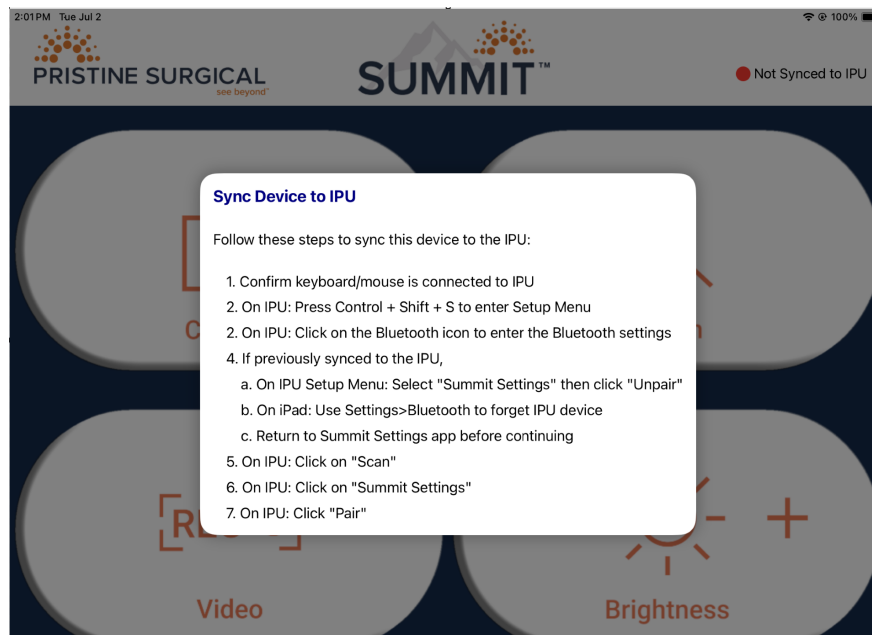 2:01 PM Tue Jul 2
100%
PRISTINE SURGICAL
see beyond™
SUMMIT™
Not Synced to IPU
Sync Device to IPU
Follow these steps to sync this device to the IPU:
1. Confirm keyboard/mouse is connected to IPU
2. On IPU: Press Control + Shift + S to enter Setup Menu
2. On IPU: Click on the Bluetooth icon to enter the Bluetooth settings
4. If previously synced to the IPU,
a. On IPU Setup Menu: Select "Summit Settings" then click "Unpair"
b. On iPad: Use Settings>Bluetooth to forget IPU device
c. Return to Summit Settings app before continuing
5. On IPU: Click on "Scan"
6. On IPU: Click on "Summit Settings"
7. On IPU: Click "Pair"
Video
Brightness